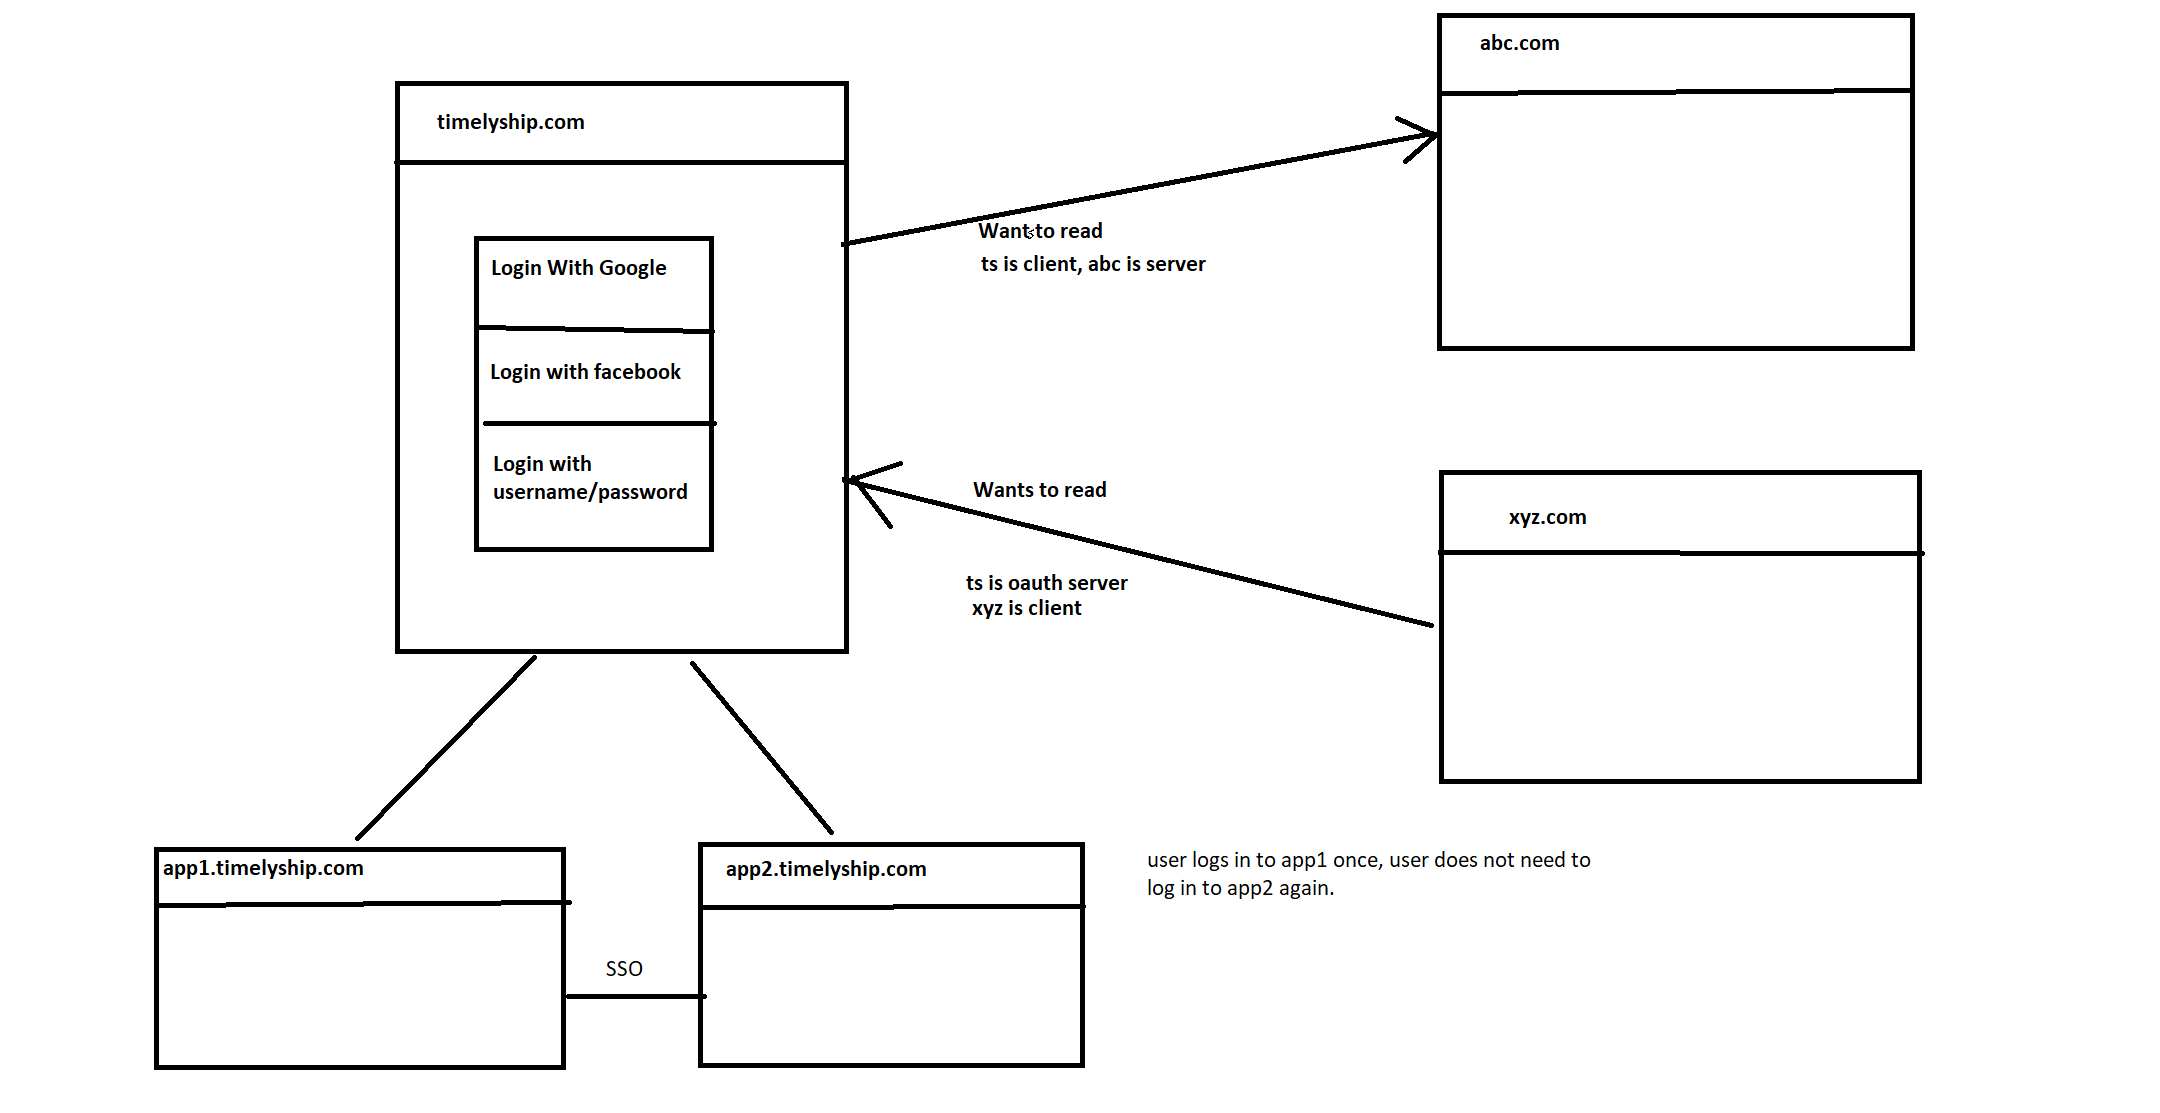 abc.com
timelyship.com
Want to read
ts is client, abc is server
Login With Google
Login with facebook
Login with
username/password
Wants to read
xyz.com
ts is oauth server
xyz is client
app1.timelyship.com
app2.timelyship.com
user logs in to app1 once, user does not need to
log in to app2 again.
SSO